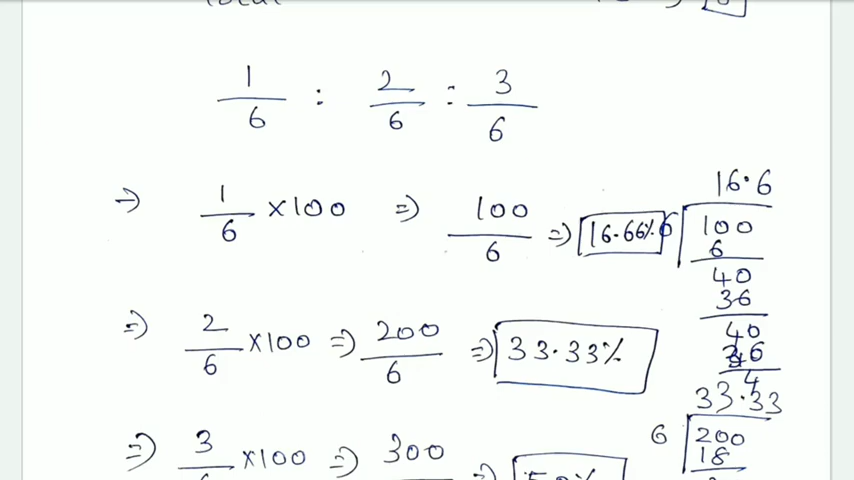 1/6 : 2/6 : 3/6
16.6
=> 1/6 ×100 => 100/6 => 16.66% 6 100
6
40
36
=> 2/6 ×100 => 200/6 => 33.33% 40
36
4
33.33
=> 3/6 ×100 => 300 => 50% 6 200
18